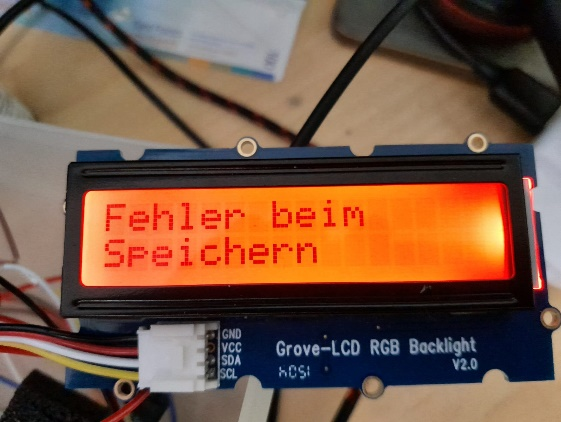 Fehler beim
Speichern
GND
VCC
SDA
SCL
Grove-LCD RGB Backlight
V2.0